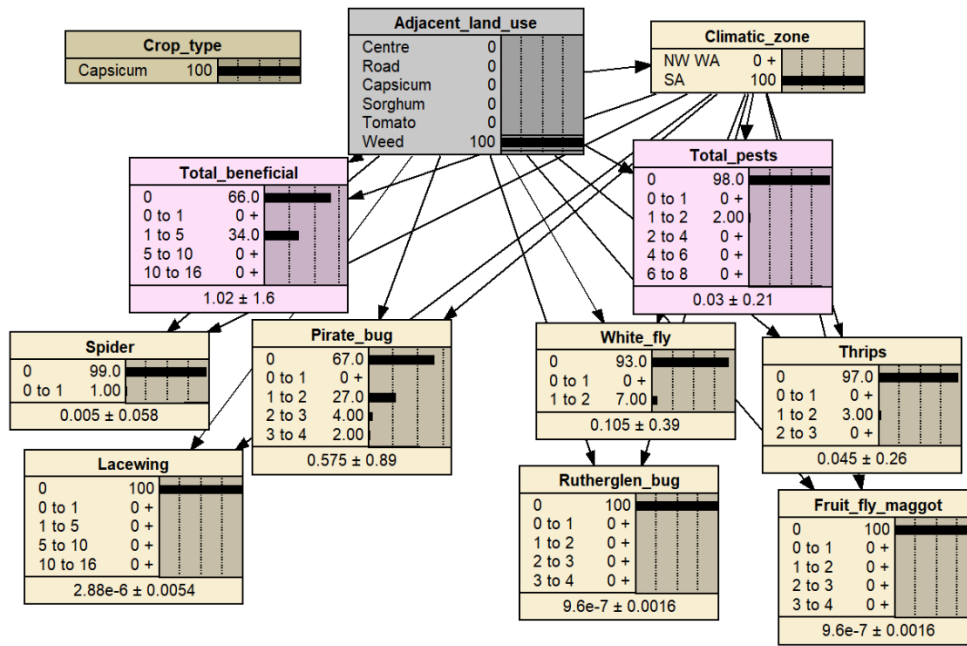 Crop_type
Capsicum 100
Adjacent_land_use
Centre 0
Road 0
Capsicum 0
Sorghum 0
Tomato 0
Weed 100
Climatic_zone
NW WA 0 +
SA 100
Total_beneficial
0 66.0
0 to 1 0 +
1 to 5 34.0
5 to 10 0 +
10 to 16 0 +
1.02 ± 1.6
Total_pests
0 98.0
0 to 1 0 +
1 to 2 2.00
2 to 4 0 +
4 to 6 0 +
6 to 8 0 +
0.03 ± 0.21
Spider
0 99.0
0 to 1 1.00
0.005 ± 0.058
Pirate_bug
0 67.0
0 to 1 0 +
1 to 2 27.0
2 to 3 4.00
3 to 4 2.00
0.575 ± 0.89
White_fly
0 93.0
0 to 1 0 +
1 to 2 7.00
0.105 ± 0.39
Thrips
0 97.0
0 to 1 0 +
1 to 2 3.00
2 to 3 0 +
0.045 ± 0.26
Lacewing
0 100
0 to 1 0 +
1 to 5 0 +
5 to 10 0 +
10 to 16 0 +
2.88e-6 ± 0.0054
Rutherglen_bug
0 100
0 to 1 0 +
1 to 2 0 +
2 to 3 0 +
3 to 4 0 +
9.6e-7 ± 0.0016
Fruit_fly_maggot
0 100
0 to 1 0 +
1 to 2 0 +
2 to 3 0 +
3 to 4 0 +
9.6e-7 ± 0.0016